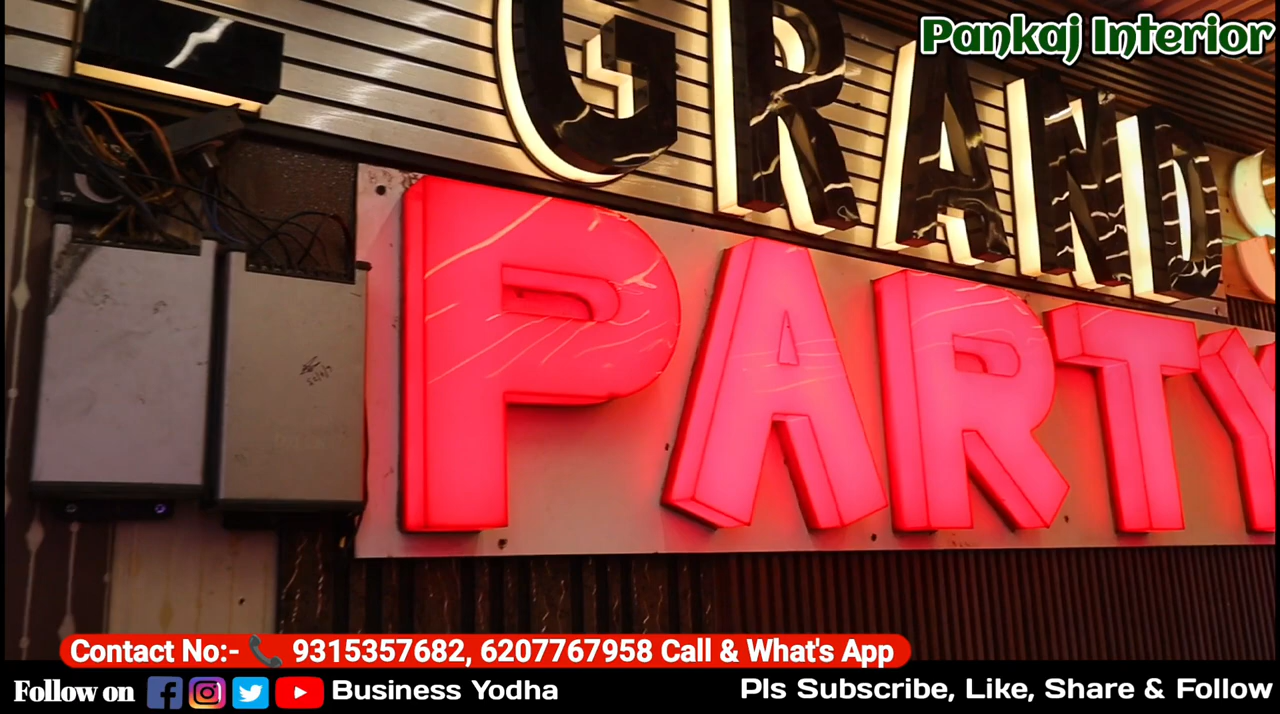 Pankaj Interior
GRAND
PARTY
Contact No:- 📞 9315357682, 6207767958 Call & What's App
Follow on Business Yodha
Pls Subscribe, Like, Share & Follow